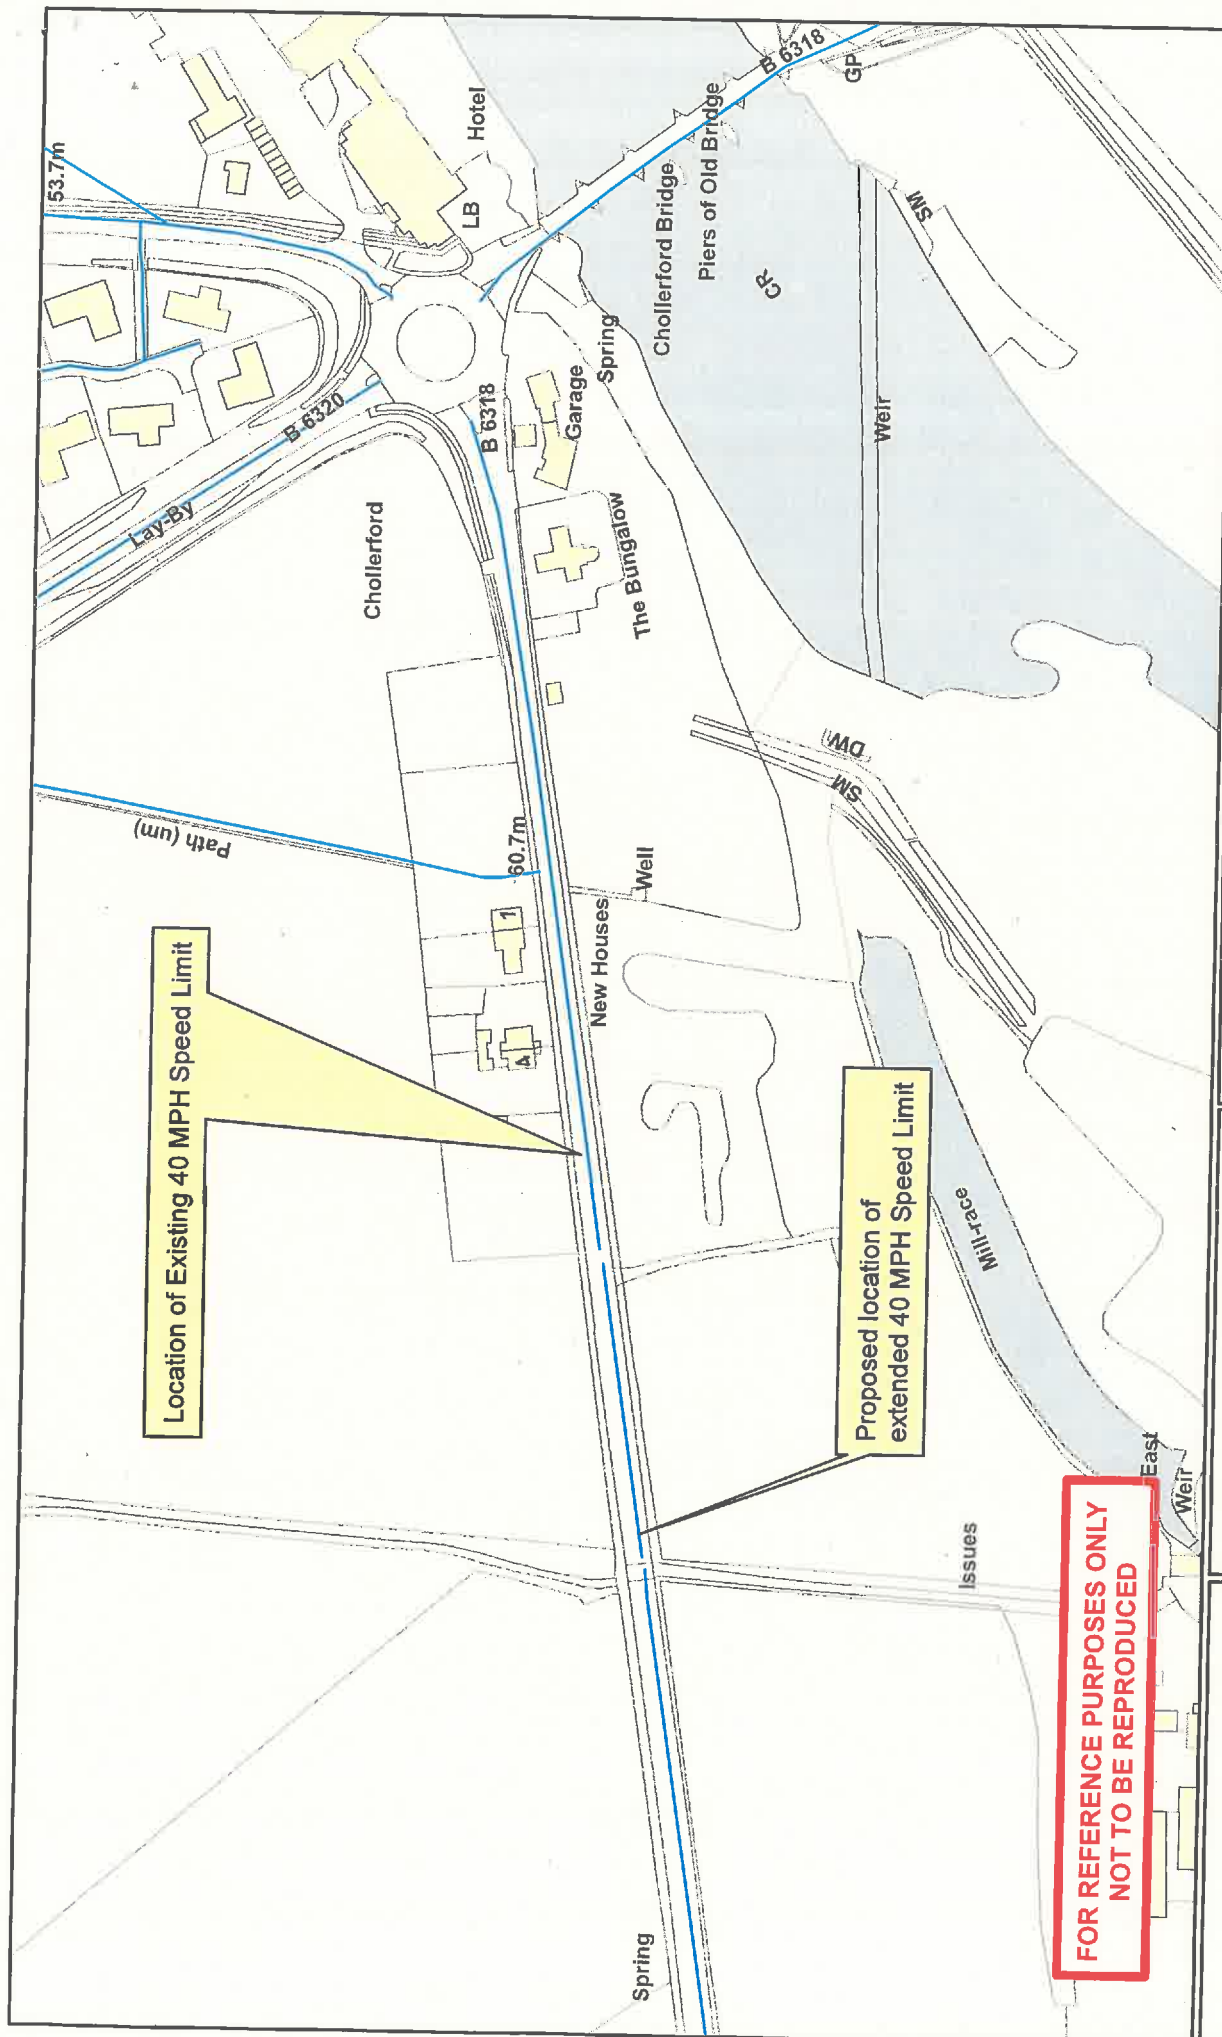 53.7m
B 6318
GP
Hotel
LB
Piers of Old Bridge
Chollerford Bridge
CR
SM
Spring
Garage
B 6318
B 6320
Lay-By
Weir
Chollerford
The Bungalow
DW
SM
Path (um)
60.7m
Well
1
New Houses
4
Location of Existing 40 MPH Speed Limit
Proposed location of
extended 40 MPH Speed Limit
Mill-race
East
Weir
Issues
Spring
FOR REFERENCE PURPOSES ONLY
NOT TO BE REPRODUCED